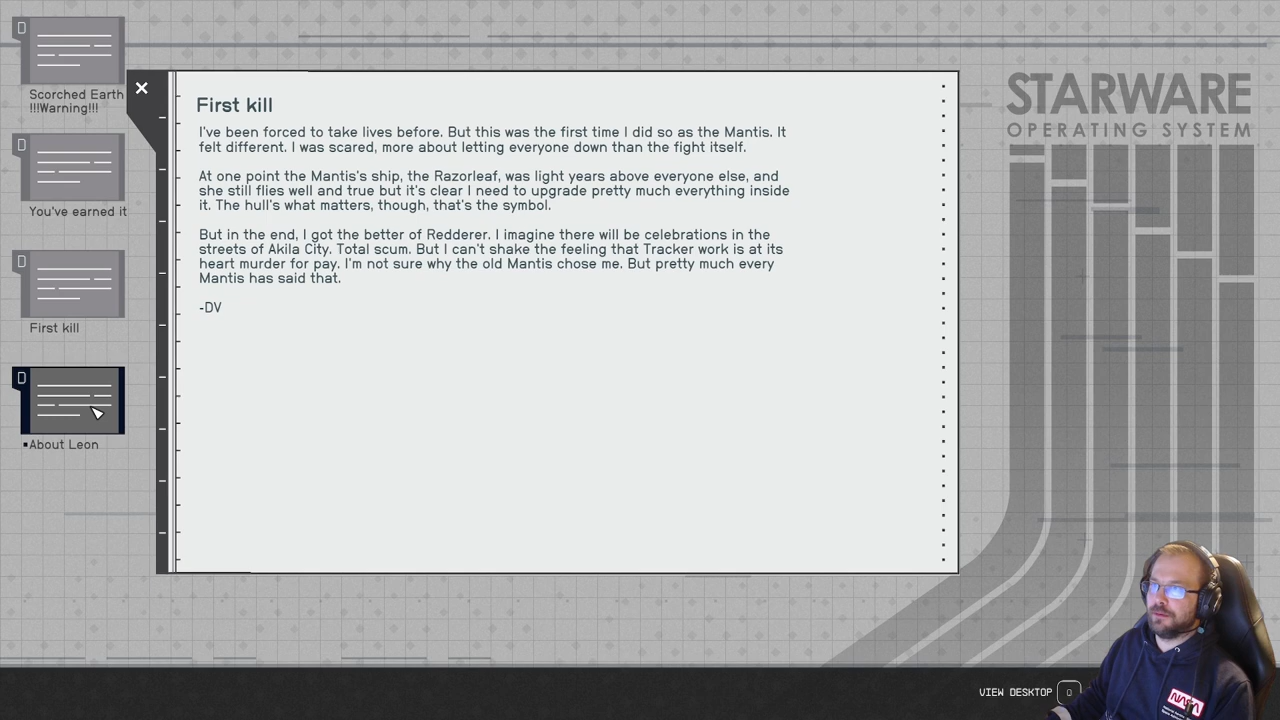 D
Scorched Earth
!!!Warning!!!
D
You've earned it
D
First kill
D
About Leon
First kill
I've been forced to take lives before. But this was the first time I did so as the Mantis. It
felt different. I was scared, more about letting everyone down than the fight itself.
At one point the Mantis's ship, the Razorleaf, was light years above everyone else, and
she still flies well and true but it's clear I need to upgrade pretty much everything inside
it. The hull's what matters, though, that's the symbol.
But in the end, I got the better of Redderer. I imagine there will be celebrations in the
streets of Akila City. Total scum. But I can't shake the feeling that Tracker work is at its
heart murder for pay. I'm not sure why the old Mantis chose me. But pretty much every
Mantis has said that.
-DV
STARWARE
OPERATING SYSTEM
VIEW DESKTOP
NASA